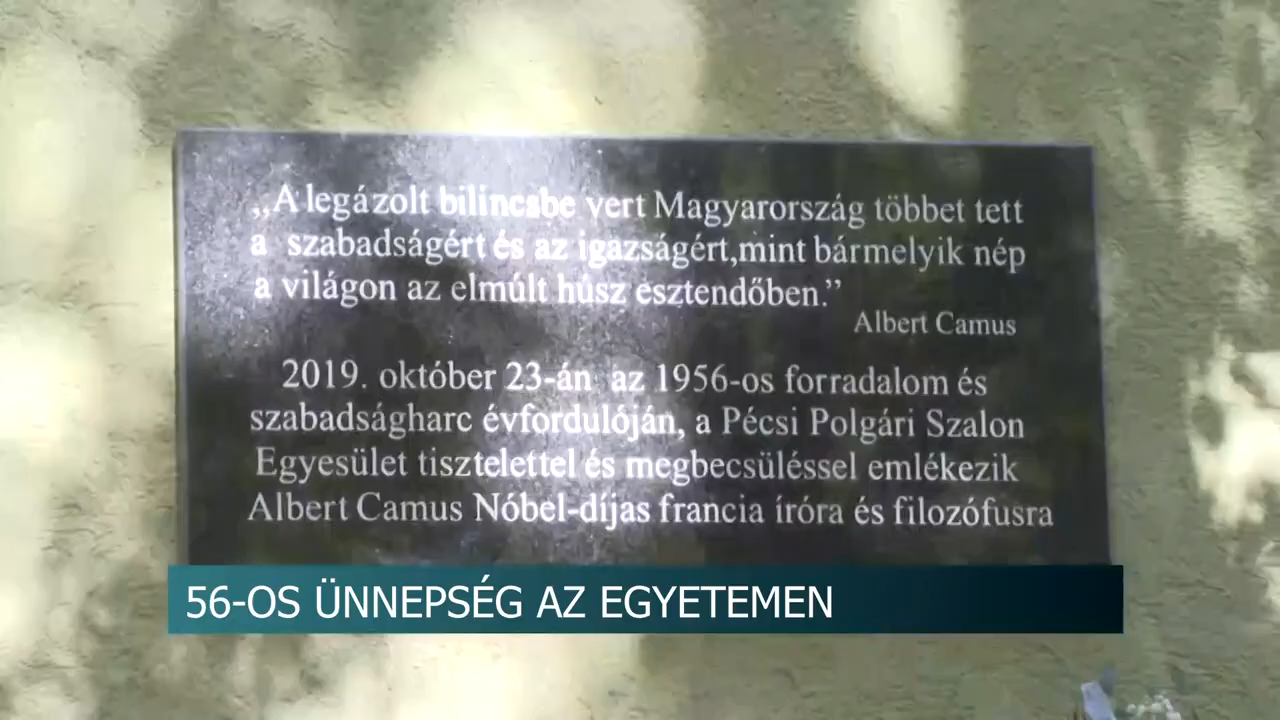 „A legázolt bilincsbe vert Magyarország többet tett
a szabadságért és az igazságért,mint bármelyik nép
a világon az elmúlt húsz esztendőben.”
Albert Camus
2019. október 23-án az 1956-os forradalom és
szabadságharc évfordulóján, a Pécsi Polgári Szalon
Egyesület tisztelettel és megbecsüléssel emlékezik
Albert Camus Nóbel-díjas francia íróra és filozófusra
56-OS ÜNNEPSÉG AZ EGYETEMEN